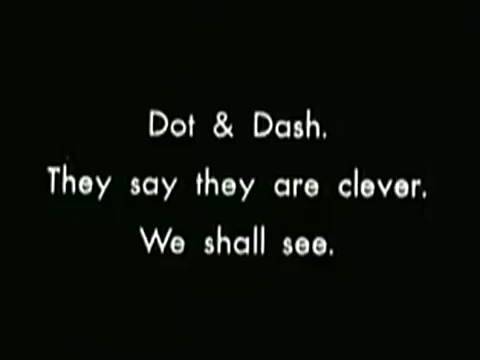 Dot & Dash.
They say they are clever.
We shall see.